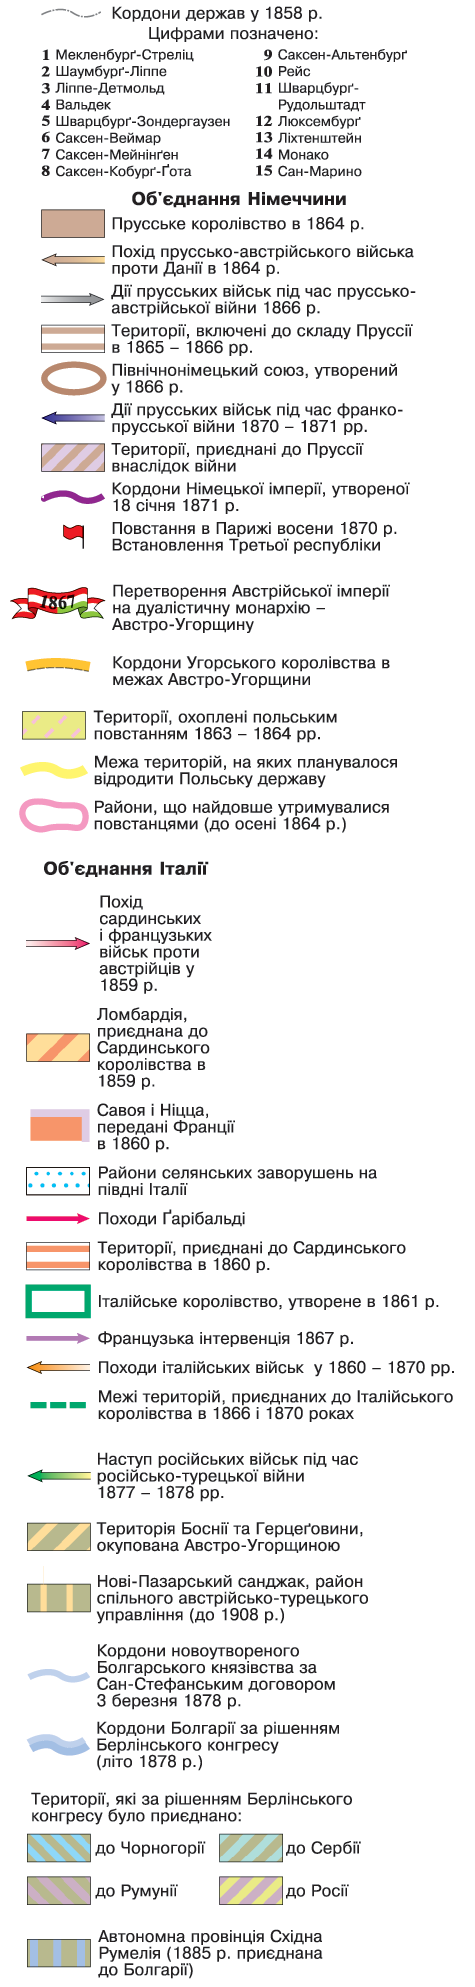 Кордони держав у 1858 р.
Цифрами позначено:
1 Мекленбурґ-Стреліц
2 Шаумбурґ-Ліппе
3 Ліппе-Детмольд
4 Вальдек
5 Шварцбурґ-Зондергаузен
6 Саксен-Веймар
7 Саксен-Мейнінґен
8 Саксен-Кобурґ-Ґота
9 Саксен-Альтенбурґ
10 Рейс
11 Шварцбурґ-
Рудольштадт
12 Люксембурґ
13 Ліхтенштейн
14 Монако
15 Сан-Марино
Об'єднання Німеччини
Прусське королівство в 1864 р.
Похід пруссько-австрійського війська
проти Данії в 1864 р.
Дії прусських військ під час пруссько-
австрійської війни 1866 р.
Території, включені до складу Пруссії
в 1865 – 1866 рр.
Північнонімецький союз, утворений
у 1866 р.
Дії прусських військ під час франко-
прусської війни 1870 – 1871 рр.
Території, приєднані до Пруссії
внаслідок війни
Кордони Німецької імперії, утвореної
18 січня 1871 р.
Повстання в Парижі восени 1870 р.
Встановлення Третьої республіки
1867
Перетворення Австрійської імперії
на дуалістичну монархію –
Австро-Угорщину
Кордони Угорського королівства в
межах Австро-Угорщини
Території, охоплені польським
повстанням 1863 – 1864 рр.
Межа територій, на яких планувалося
відродити Польську державу
Райони, що найдовше утримувалися
повстанцями (до осені 1864 р.)
Об'єднання Італії
Похід
сардинських
і французьких
військ проти
австрійців у
1859 р.
Ломбардія,
приєднана до
Сардинського
королівства в
1859 р.
Савоя і Ніцца,
передані Франції
в 1860 р.
Райони селянських заворушень на
півдні Італії
Походи Ґарібальді
Території, приєднані до Сардинського
королівства в 1860 р.
Італійське королівство, утворене в 1861 р.
Французька інтервенція 1867 р.
Походи італійських військ у 1860 – 1870 рр.
Межі територій, приєднаних до Італійського
королівства в 1866 і 1870 роках
Наступ російських військ під час
російсько-турецької війни
1877 – 1878 рр.
Територія Боснії та Герцеґовини,
окупована Австро-Угорщиною
Нові-Пазарський санджак, район
спільного австрійсько-турецького
управління (до 1908 р.)
Кордони новоутвореного
Болгарського князівства за
Сан-Стефанським договором
3 березня 1878 р.
Кордони Болгарії за рішенням
Берлінського конгресу
(літо 1878 р.)
Території, які за рішенням Берлінського
конгресу було приєднано:
до Чорногорії
до Сербії
до Румунії
до Росії
Автономна провінція Східна
Румелія (1885 р. приєднана
до Болгарії)